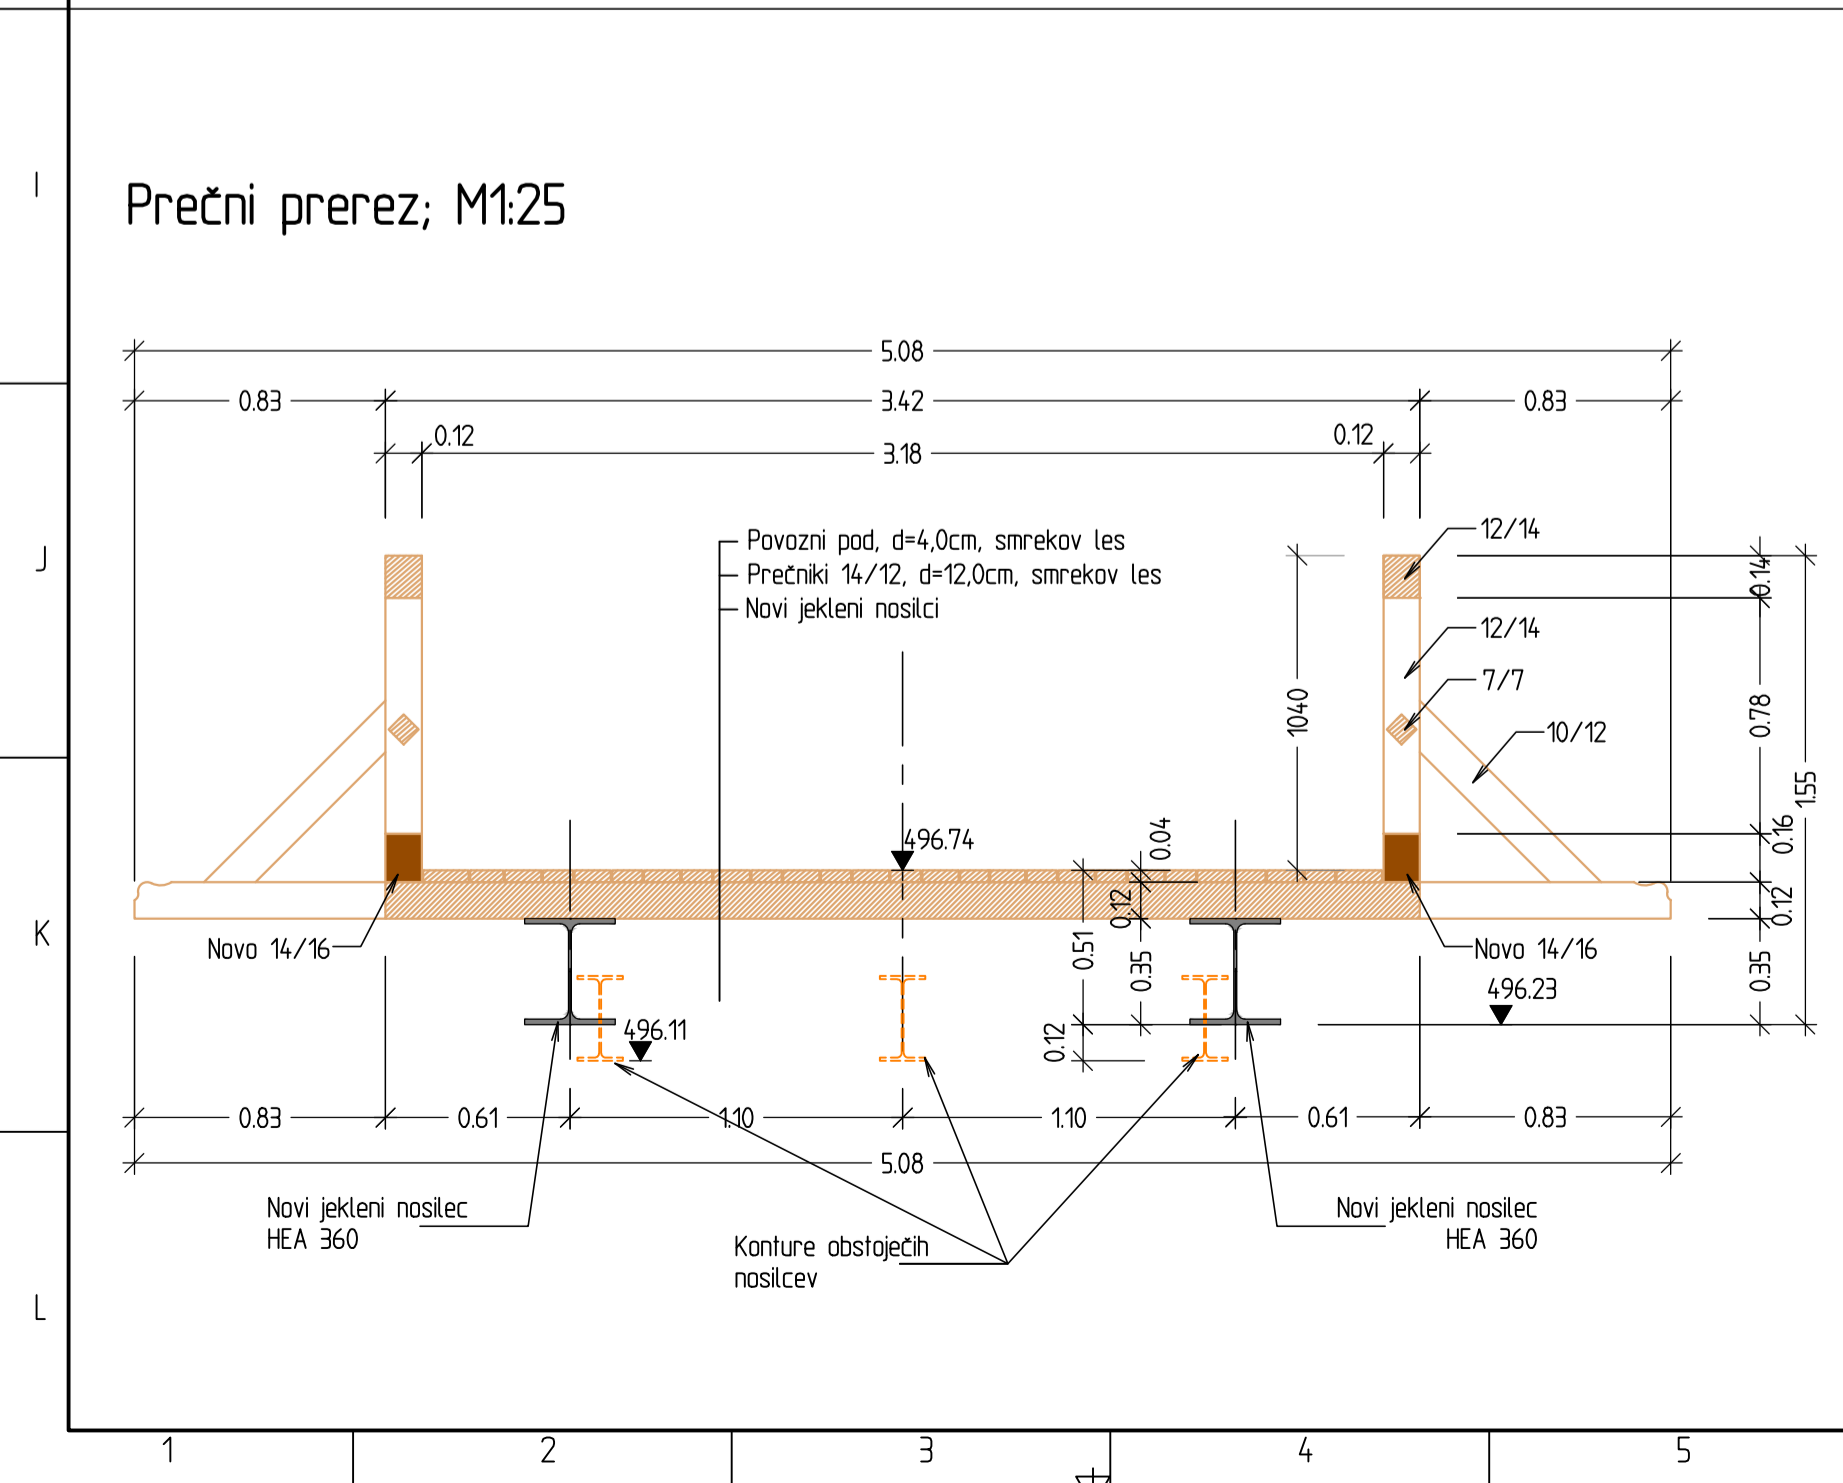 I
Prečni prerez; M1:25
5.08
0.83
3.42
0.83
0.12
3.18
0.12
J
Povozni pod, d=4,0cm, smrekov les
Prečniki 14/12, d=12,0cm, smrekov les
Novi jekleni nosilci
12/14
0.14
12/14
7/7
1040
0.78
10/12
1.55
496.74
0.04
0.16
0.12
0.12
K
Novo 14/16
0.51
0.35
Novo 14/16
0.35
496.23
496.11
0.12
0.83
0.61
1.10
1.10
0.61
0.83
5.08
Novi jekleni nosilec
HEA 360
Novi jekleni nosilec
HEA 360
Konture obstoječih
nosilcev
L
1
2
3
4
5